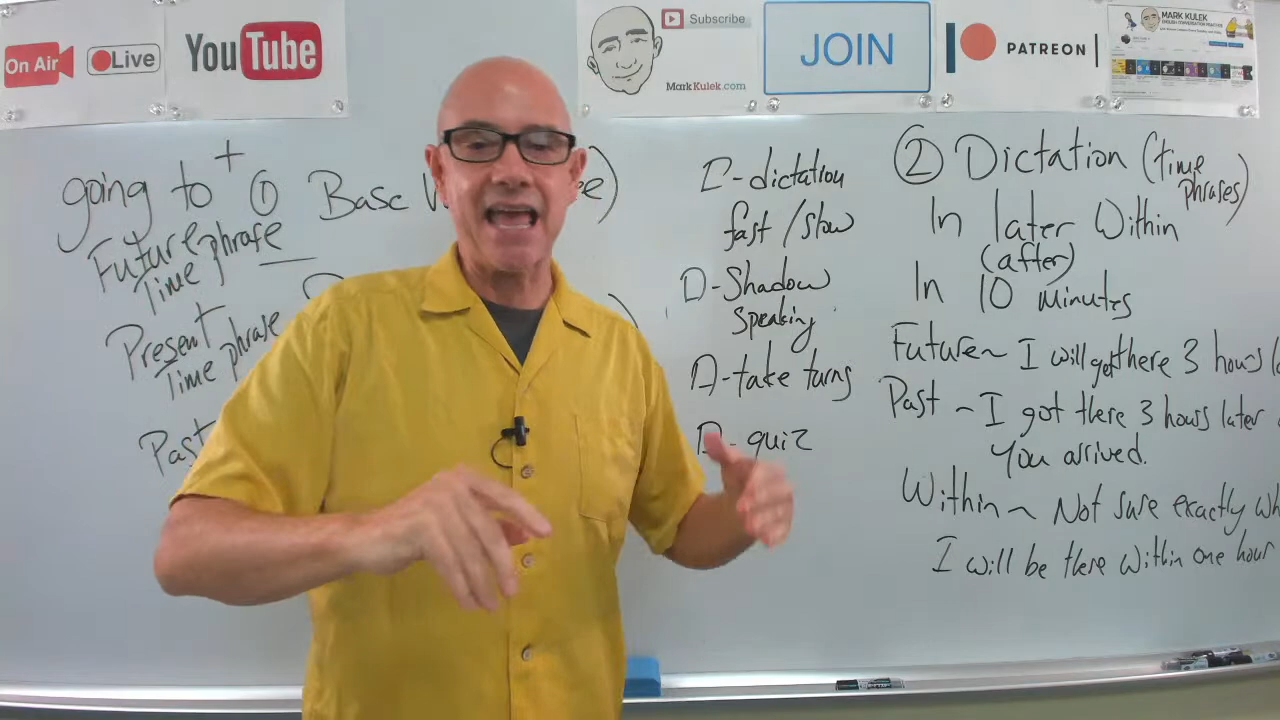 On Air
Live
YouTube
Subscribe
MarkKulek.com
JOIN
PATREON
MARK KULEK
going to + ① Base
Future phrase
Time
Present
Time phrase
Past
I-dictation
fast / slow
D-Shadow
Speaking
D-take turns
D-quiz
② Dictation (time
phrases)
In later Within
(after)
In 10 minutes
Future~ I will get there 3 hours
Past ~ I got there 3 hours later
You arrived.
Within ~ Not sure exactly
I will be there within one hour